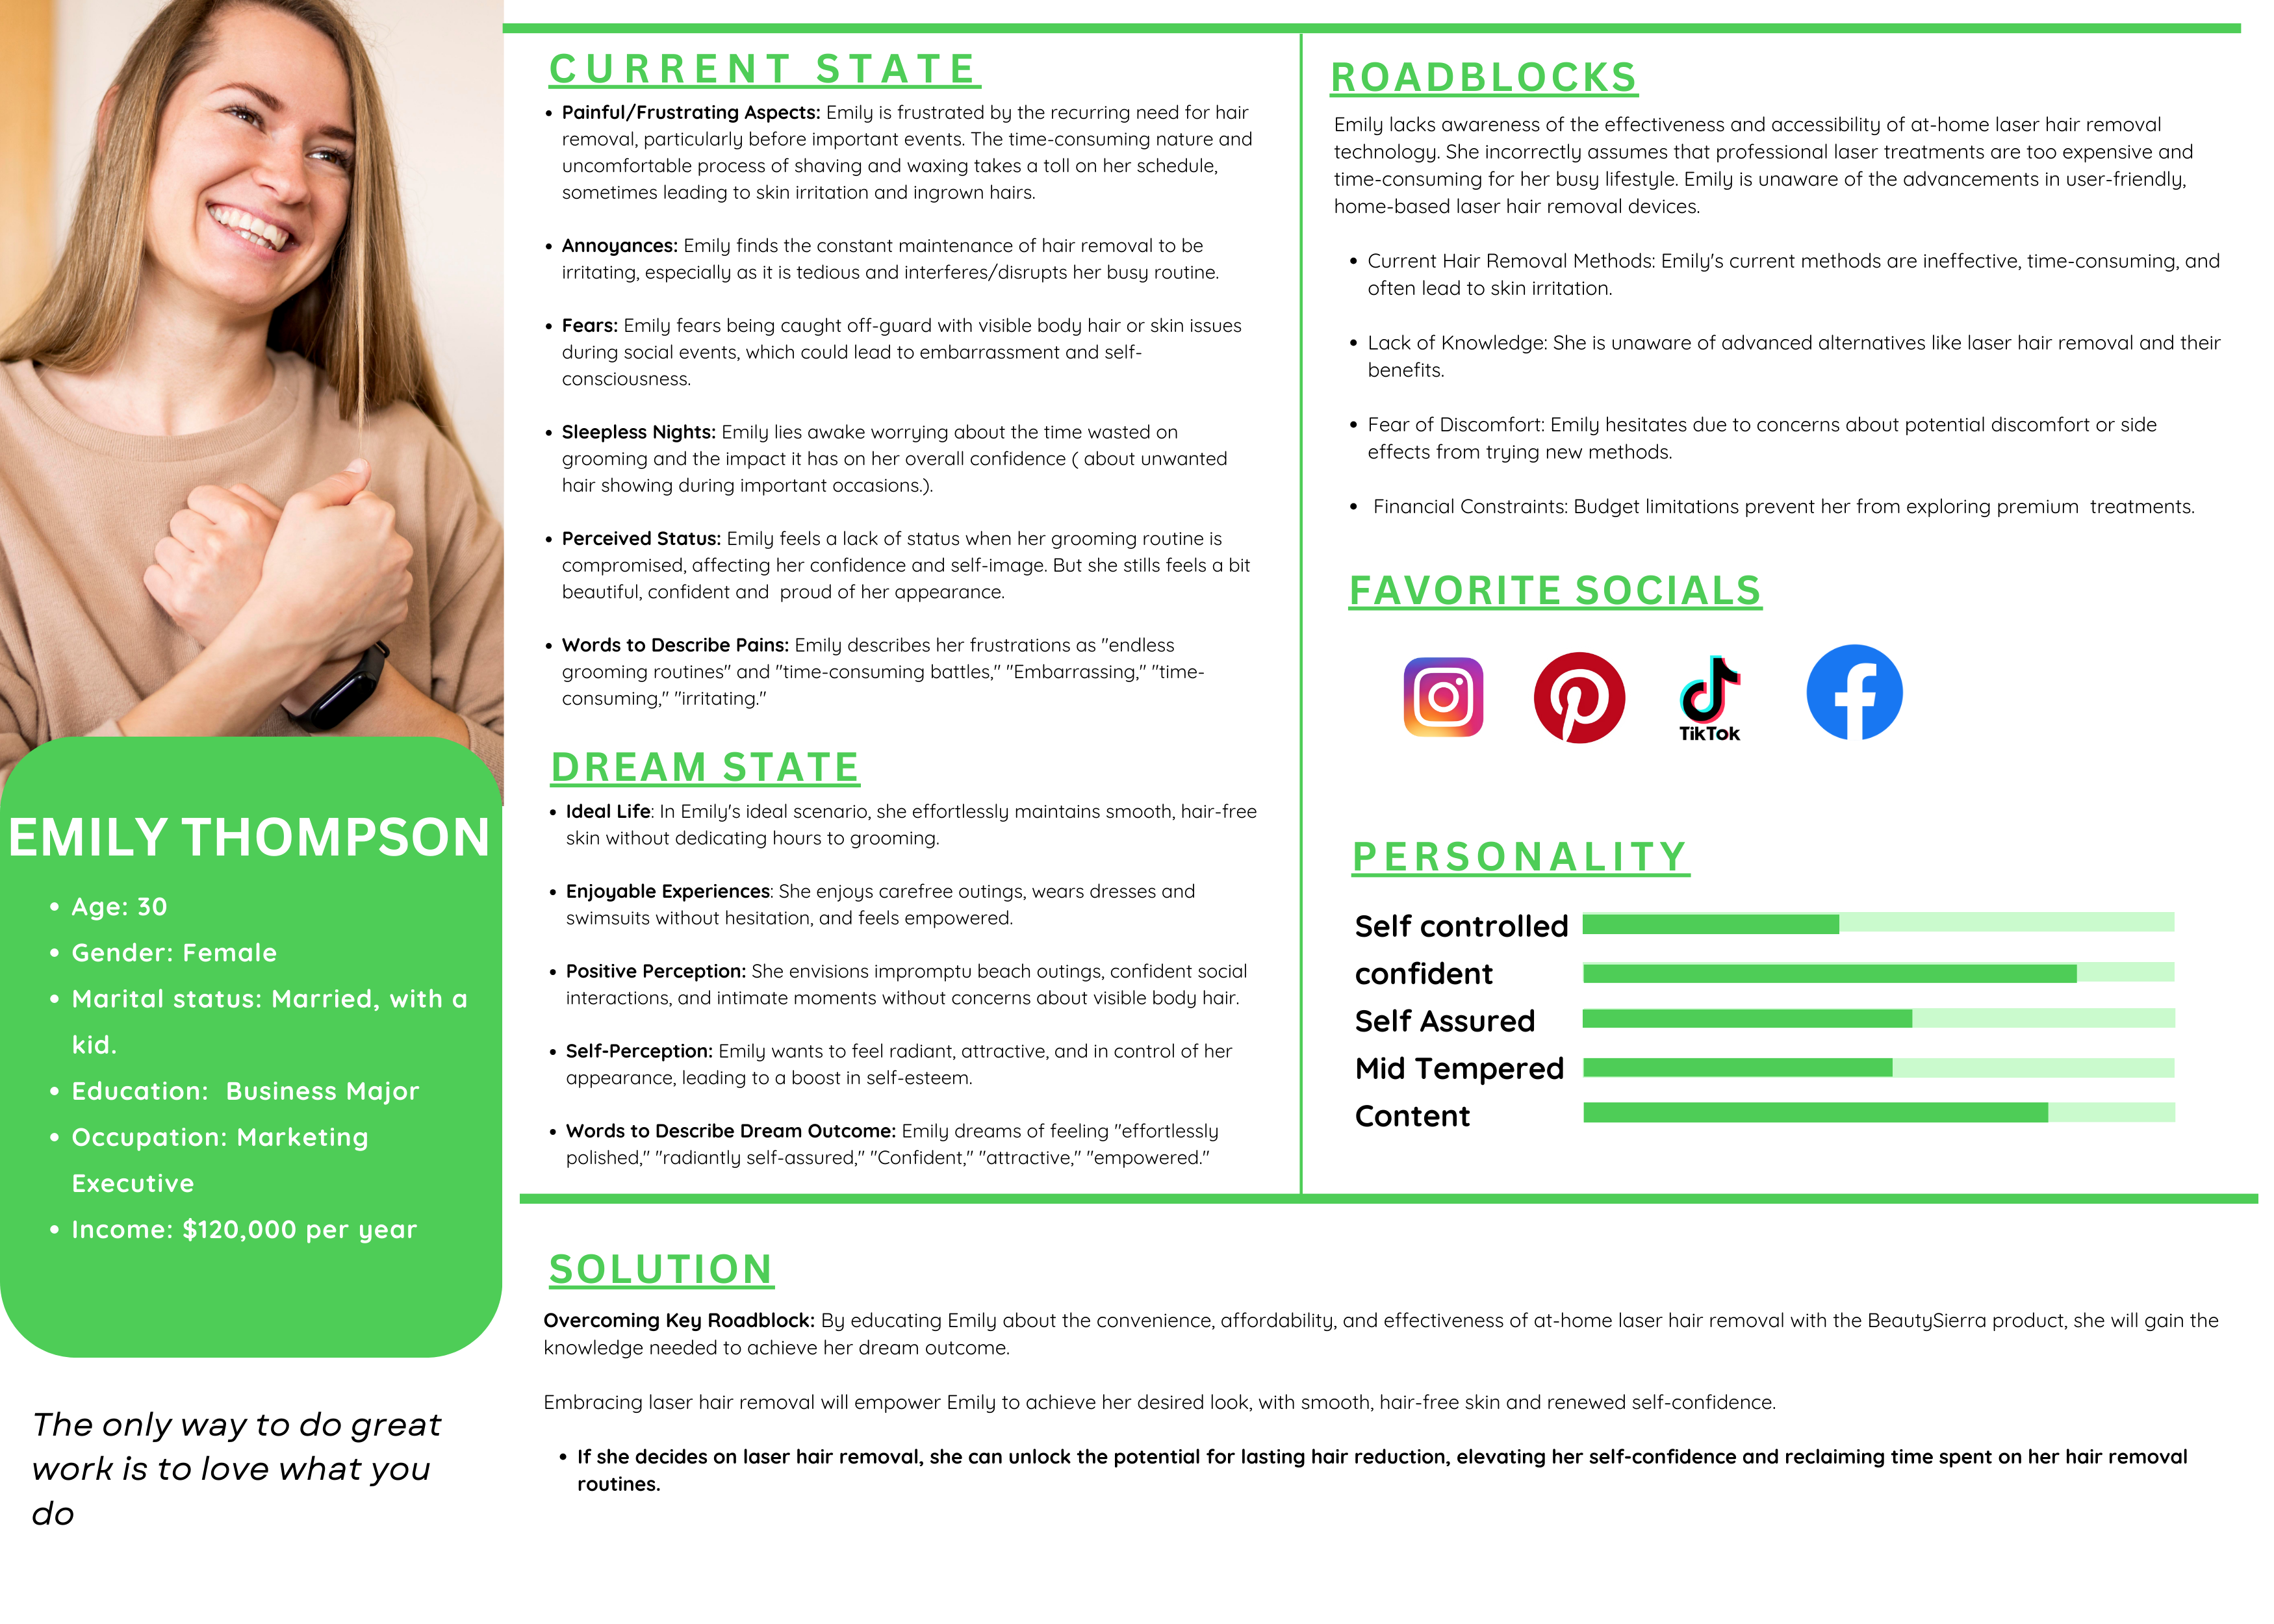 EMILY THOMPSON
• Age: 30
• Gender: Female
• Marital status: Married, with a
kid.
• Education:  Business Major
• Occupation: Marketing
Executive
• Income: $120,000 per year
The only way to do great
work is to love what you
do
CURRENT STATE
• Painful/Frustrating Aspects: Emily is frustrated by the recurring need for hair
removal, particularly before important events. The time-consuming nature and
uncomfortable process of shaving and waxing takes a toll on her schedule,
sometimes leading to skin irritation and ingrown hairs.
• Annoyances: Emily finds the constant maintenance of hair removal to be
irritating, especially as it is tedious and interferes/disrupts her busy routine.
• Fears: Emily fears being caught off-guard with visible body hair or skin issues
during social events, which could lead to embarrassment and self-
consciousness.
• Sleepless Nights: Emily lies awake worrying about the time wasted on
grooming and the impact it has on her overall confidence ( about unwanted
hair showing during important occasions.).
• Perceived Status: Emily feels a lack of status when her grooming routine is
compromised, affecting her confidence and self-image. But she stills feels a bit
beautiful, confident and  proud of her appearance.
• Words to Describe Pains: Emily describes her frustrations as "endless
grooming routines" and "time-consuming battles," "Embarrassing," "time-
consuming," "irritating."
DREAM STATE
• Ideal Life: In Emily's ideal scenario, she effortlessly maintains smooth, hair-free
skin without dedicating hours to grooming.
• Enjoyable Experiences: She enjoys carefree outings, wears dresses and
swimsuits without hesitation, and feels empowered.
• Positive Perception: She envisions impromptu beach outings, confident social
interactions, and intimate moments without concerns about visible body hair.
• Self-Perception: Emily wants to feel radiant, attractive, and in control of her
appearance, leading to a boost in self-esteem.
• Words to Describe Dream Outcome: Emily dreams of feeling "effortlessly
polished," "radiantly self-assured," "Confident," "attractive," "empowered."
ROADBLOCKS
Emily lacks awareness of the effectiveness and accessibility of at-home laser hair removal
technology. She incorrectly assumes that professional laser treatments are too expensive and
time-consuming for her busy lifestyle. Emily is unaware of the advancements in user-friendly,
home-based laser hair removal devices.
• Current Hair Removal Methods: Emily's current methods are ineffective, time-consuming, and
often lead to skin irritation.
• Lack of Knowledge: She is unaware of advanced alternatives like laser hair removal and their
benefits.
• Fear of Discomfort: Emily hesitates due to concerns about potential discomfort or side
effects from trying new methods.
• Financial Constraints: Budget limitations prevent her from exploring premium  treatments.
FAVORITE SOCIALS
TikTok
PERSONALITY
Self controlled
confident
Self Assured
Mid Tempered
Content
SOLUTION
Overcoming Key Roadblock: By educating Emily about the convenience, affordability, and effectiveness of at-home laser hair removal with the BeautySierra product, she will gain the
knowledge needed to achieve her dream outcome.
Embracing laser hair removal will empower Emily to achieve her desired look, with smooth, hair-free skin and renewed self-confidence.
• If she decides on laser hair removal, she can unlock the potential for lasting hair reduction, elevating her self-confidence and reclaiming time spent on her hair removal
routines.